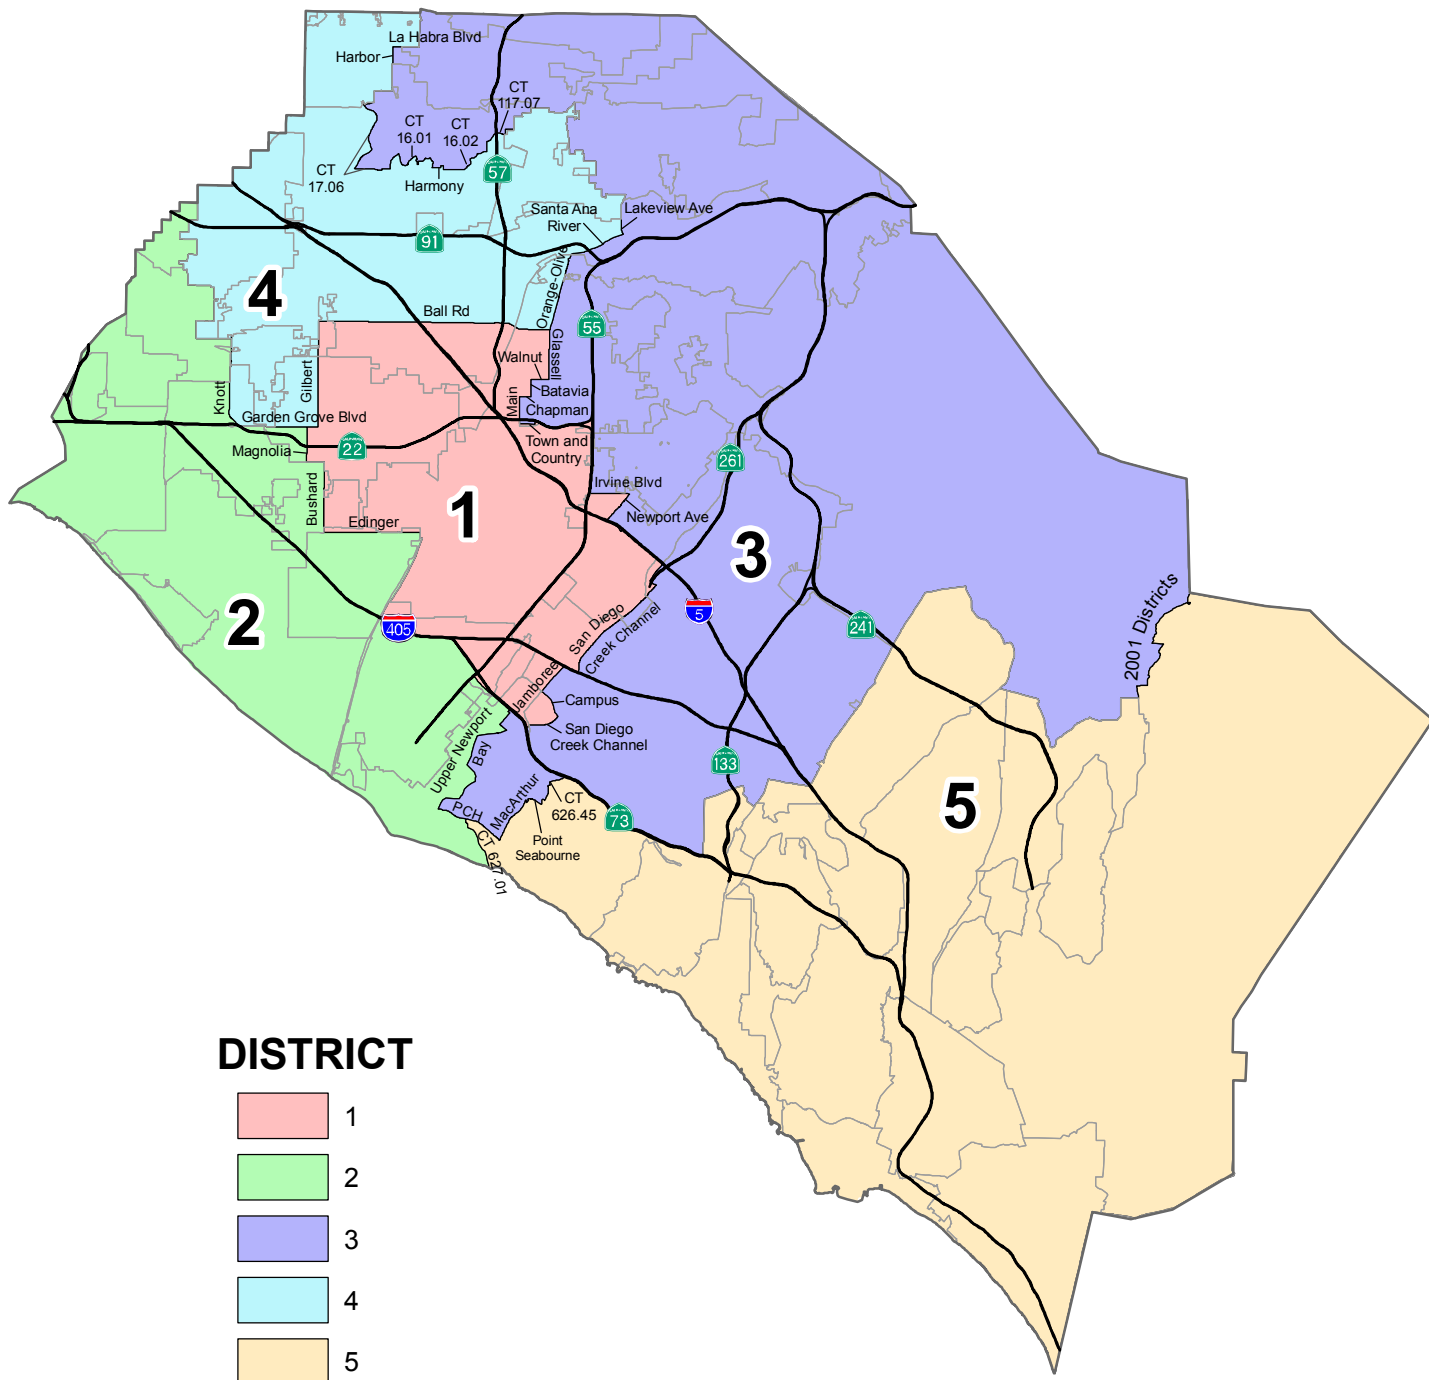 La Habra Blvd
Harbor
CT
117.07
CT
16.01
CT
16.02
57
CT
17.06
Harmony
Santa Ana
River
Lakeview Ave
91
4
Orange-Olive
Ball Rd
55
Glassell
Walnut
Gilbert
Knott
Batavia
Main
Chapman
Garden Grove Blvd
Town and
Country
Magnolia
22
261
Irvine Blvd
Bushard
1
Newport Ave
Edinger
3
2
405
5
San Diego
Creek Channel
241
2001 Districts
Jamboree
Campus
San Diego
Creek Channel
Upper Newport
Bay
133
5
MacArthur
PCH
CT
626.45
73
Point
Seabourne
CT 627.01
DISTRICT
1
2
3
4
5